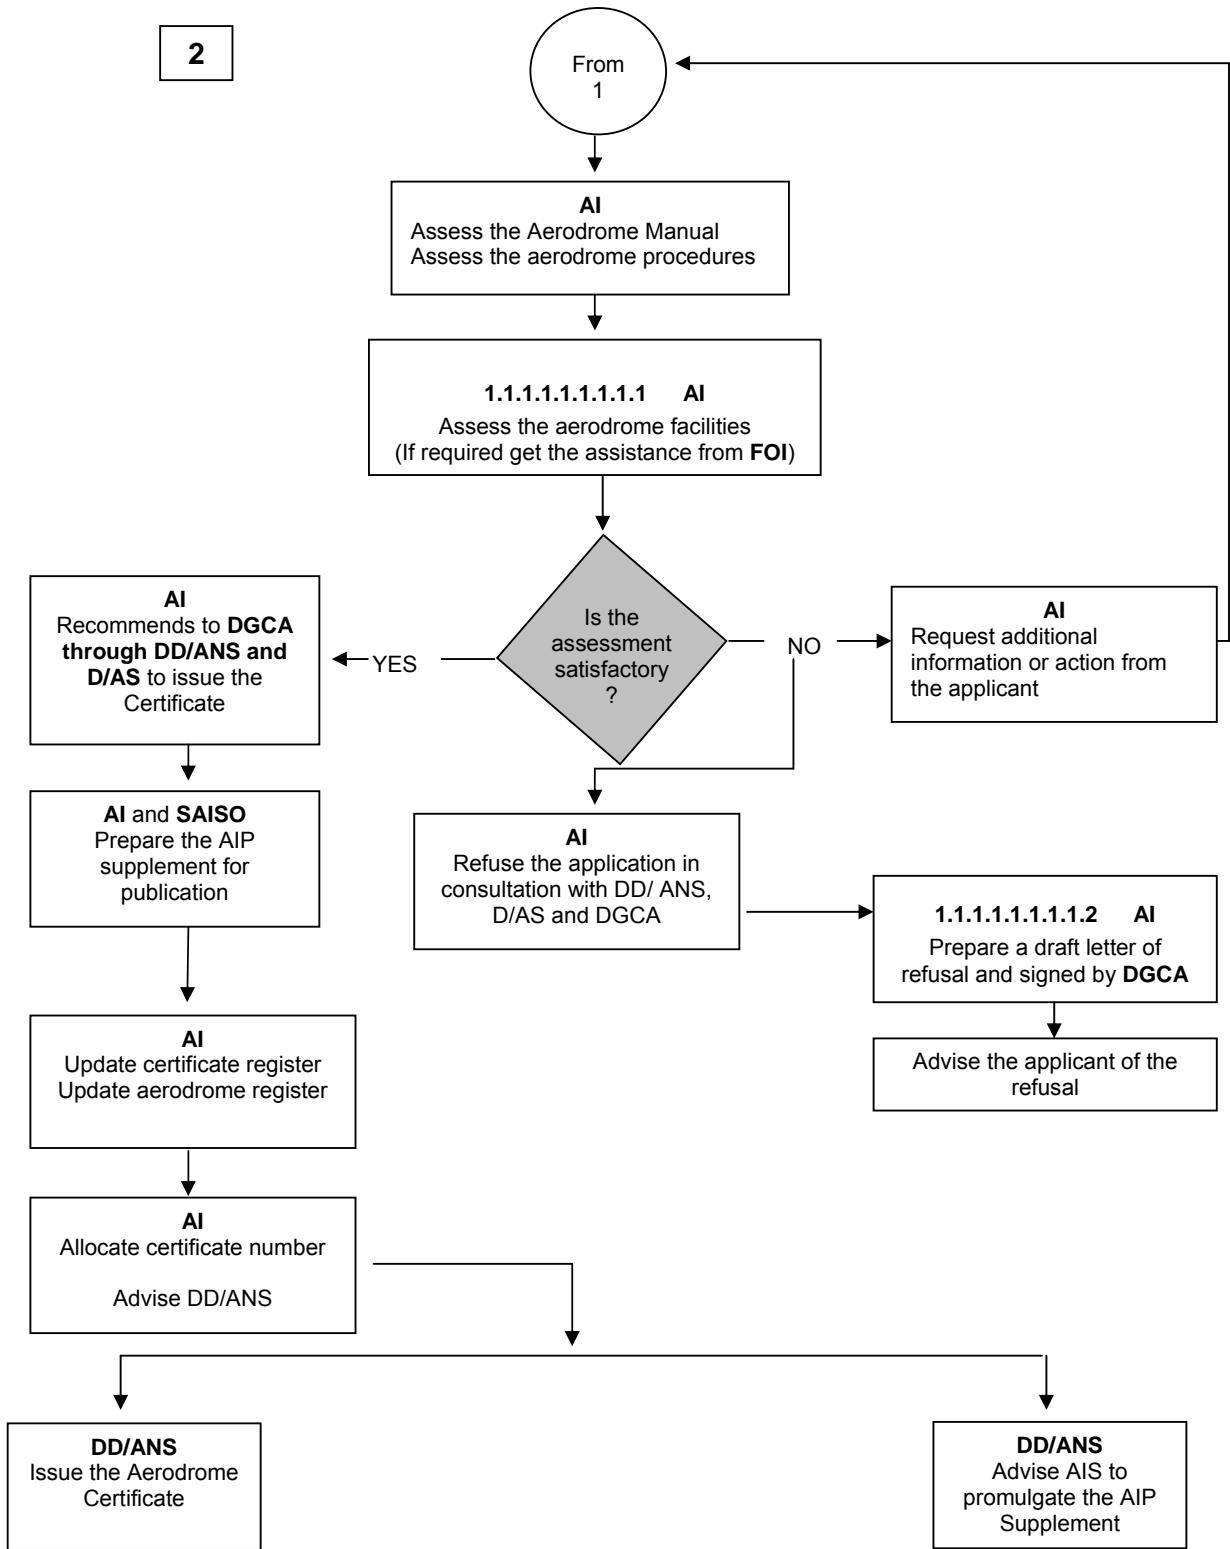 2
From
1
AI
Assess the Aerodrome Manual
Assess the aerodrome procedures
1.1.1.1.1.1.1.1.1 AI
Assess the aerodrome facilities
(If required get the assistance from FOI)
Is the
assessment
satisfactory
?
YES
NO
AI
Request additional
information or action from
the applicant
AI
Recommends to DGCA
through DD/ANS and
D/AS to issue the
Certificate
AI and SAISO
Prepare the AIP
supplement for
publication
AI
Refuse the application in
consultation with DD/ ANS,
D/AS and DGCA
1.1.1.1.1.1.1.1.2 AI
Prepare a draft letter of
refusal and signed by DGCA
Advise the applicant of the
refusal
AI
Update certificate register
Update aerodrome register
AI
Allocate certificate number
Advise DD/ANS
DD/ANS
Issue the Aerodrome
Certificate
DD/ANS
Advise AIS to
promulgate the AIP
Supplement